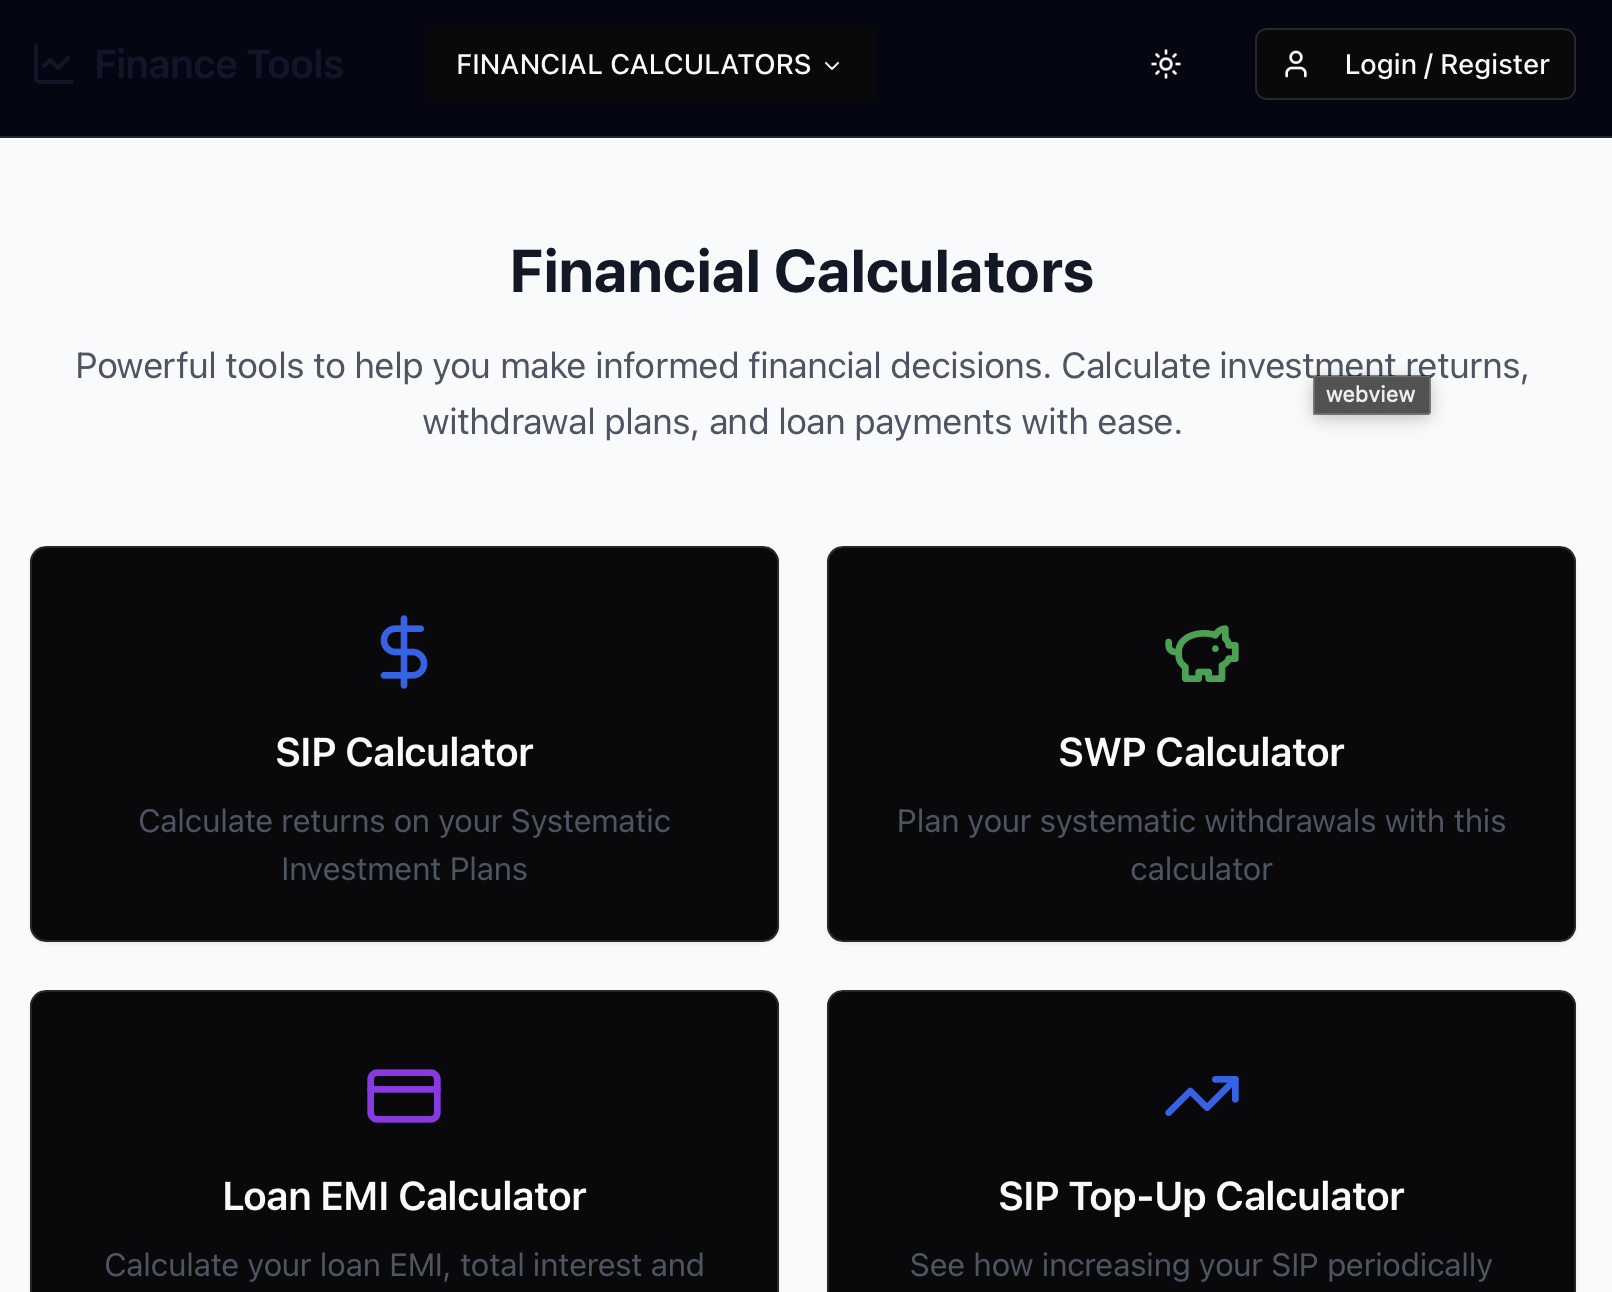 Finance Tools
FINANCIAL CALCULATORS
Login / Register
Financial Calculators
Powerful tools to help you make informed financial decisions. Calculate investment returns,
webview
withdrawal plans, and loan payments with ease.
SIP Calculator
Calculate returns on your Systematic
Investment Plans
SWP Calculator
Plan your systematic withdrawals with this
calculator
Loan EMI Calculator
Calculate your loan EMI, total interest and
SIP Top-Up Calculator
See how increasing your SIP periodically